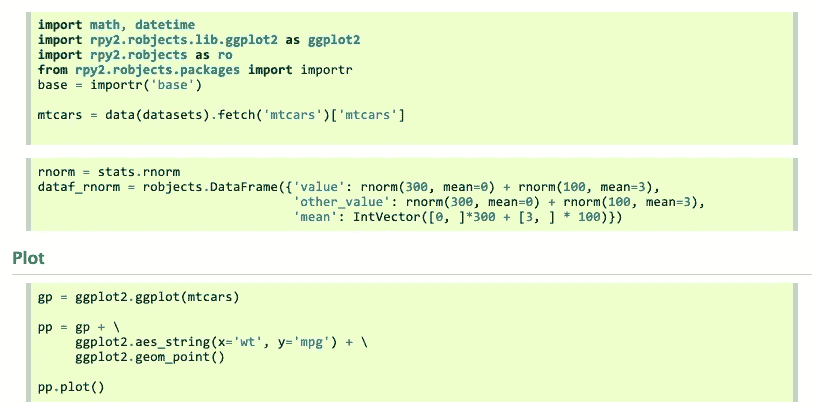 import math, datetime
import rpy2.robjects.lib.ggplot2 as ggplot2
import rpy2.robjects as ro
from rpy2.robjects.packages import importr
base = importr('base')
mtcars = data(datasets).fetch('mtcars')['mtcars']
rnorm = stats.rnorm
dataf_rnorm = robjects.DataFrame({'value': rnorm(300, mean=0) + rnorm(100, mean=3),
'other_value': rnorm(300, mean=0) + rnorm(100, mean=3),
'mean': IntVector([0, ]*300 + [3, ] * 100)})
Plot
gp = ggplot2.ggplot(mtcars)
pp = gp + \
ggplot2.aes_string(x='wt', y='mpg') + \
ggplot2.geom_point()
pp.plot()